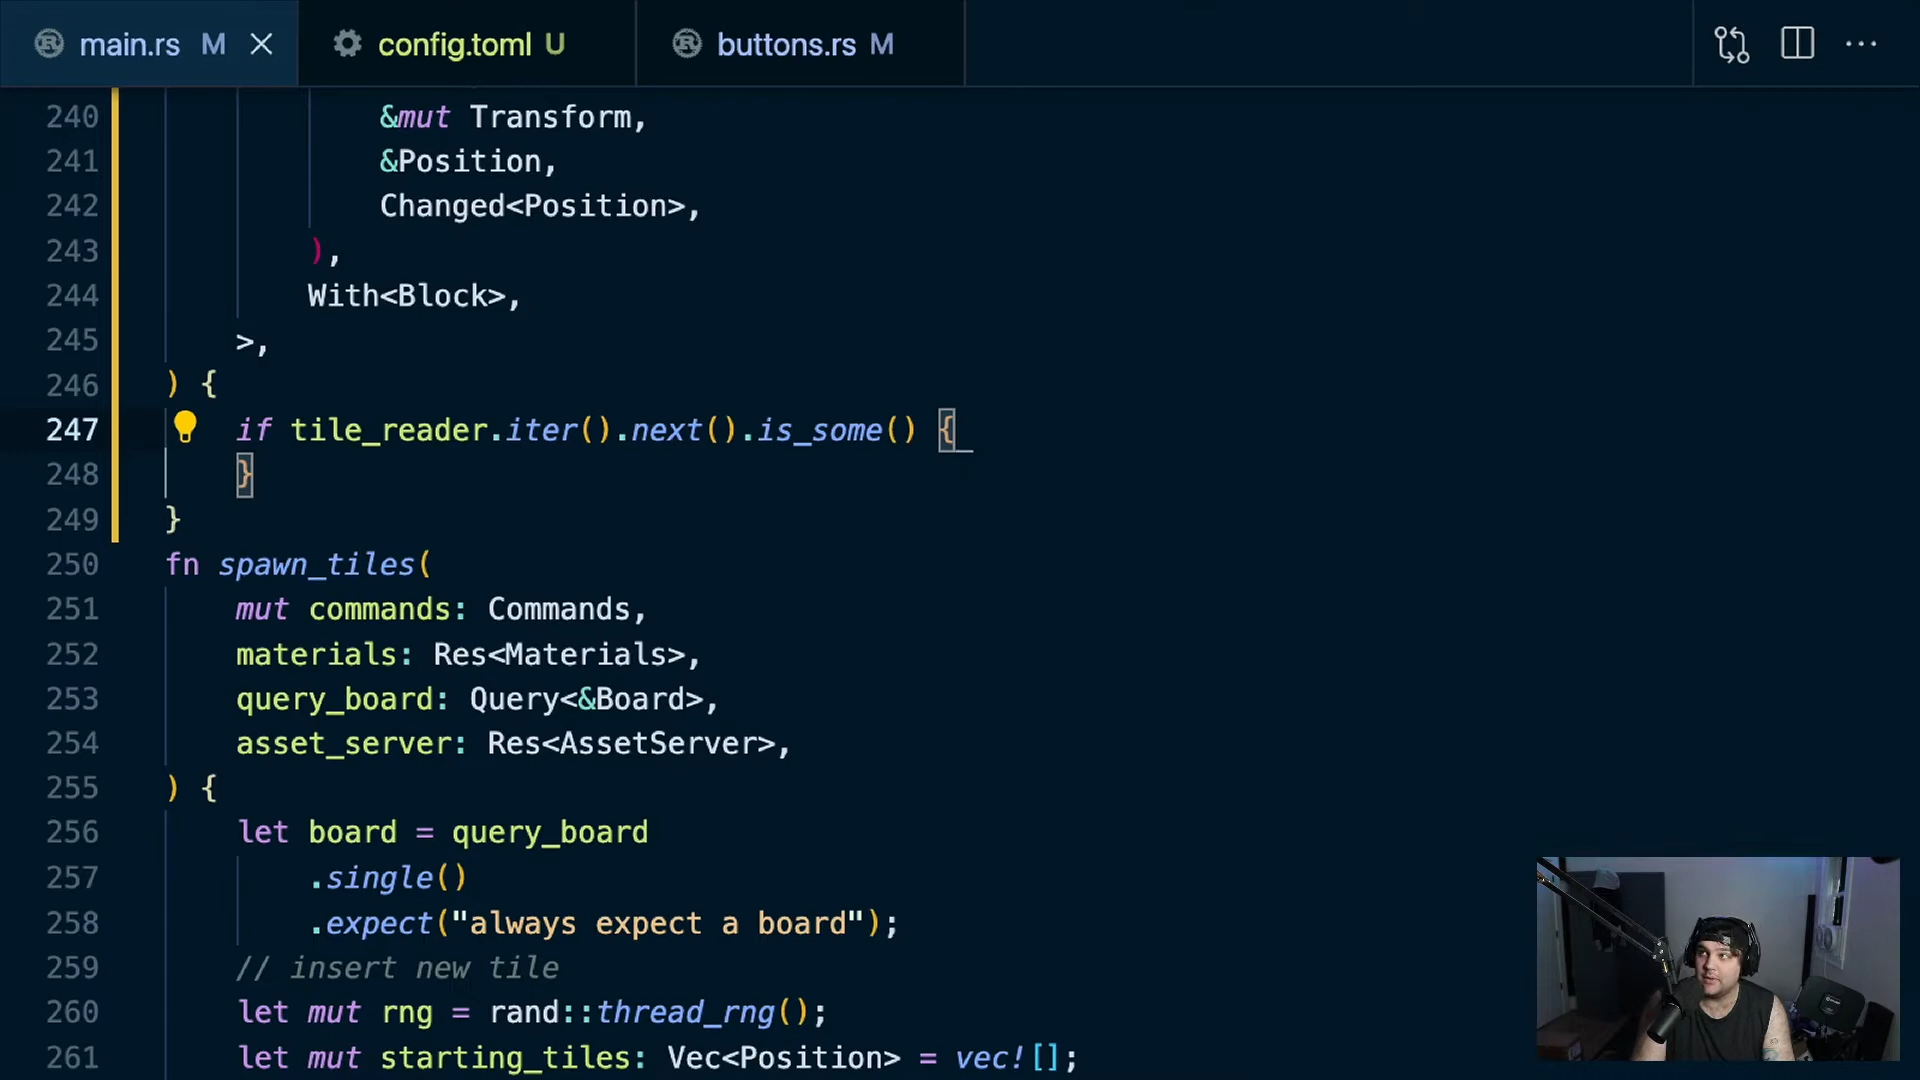 main.rs M
config.toml U
buttons.rs M
240 &mut Transform,
241 &Position,
242 Changed<Position>,
243 ),
244 With<Block>,
245 >,
246 ) {
247 if tile_reader.iter().next().is_some() {
248 }
249 }
250 fn spawn_tiles(
251 mut commands: Commands,
252 materials: Res<Materials>,
253 query_board: Query<&Board>,
254 asset_server: Res<AssetServer>,
255 ) {
256 let board = query_board
257 .single()
258 .expect("always expect a board");
259 // insert new tile
260 let mut rng = rand::thread_rng();
261 let mut starting_tiles: Vec<Position> = vec![];